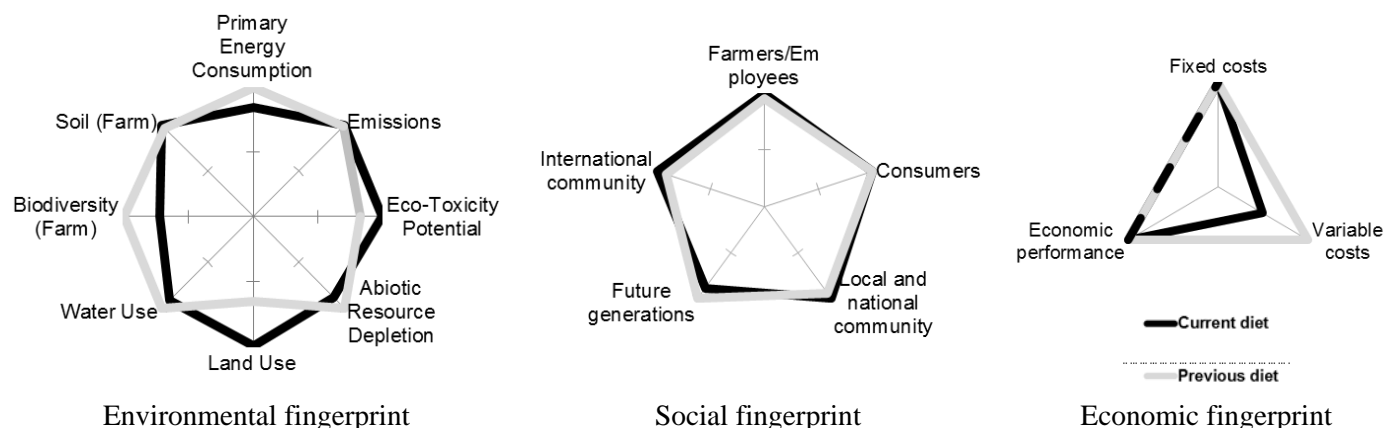 Primary
Energy
Consumption
Soil (Farm)
Emissions
Biodiversity
(Farm)
Eco-Toxicity
Potential
Water Use
Abiotic
Resource
Depletion
Land Use
Environmental fingerprint
Farmers/Em
ployees
International
community
Consumers
Future
generations
Local and
national
community
Social fingerprint
Fixed costs
Economic
performance
Variable
costs
Current diet
Previous diet
Economic fingerprint